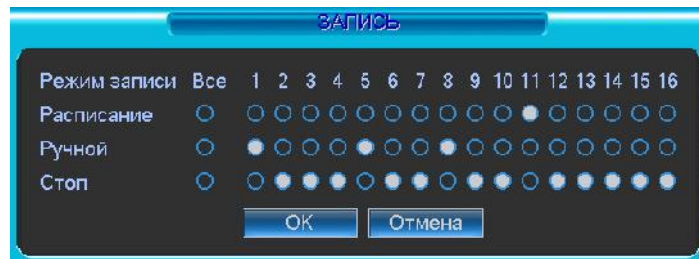 ЗАПИСЬ
Режим записи Все 1 2 3 4 5 6 7 8 9 10 11 12 13 14 15 16
Расписание
Ручной
Стоп
OK Отмена